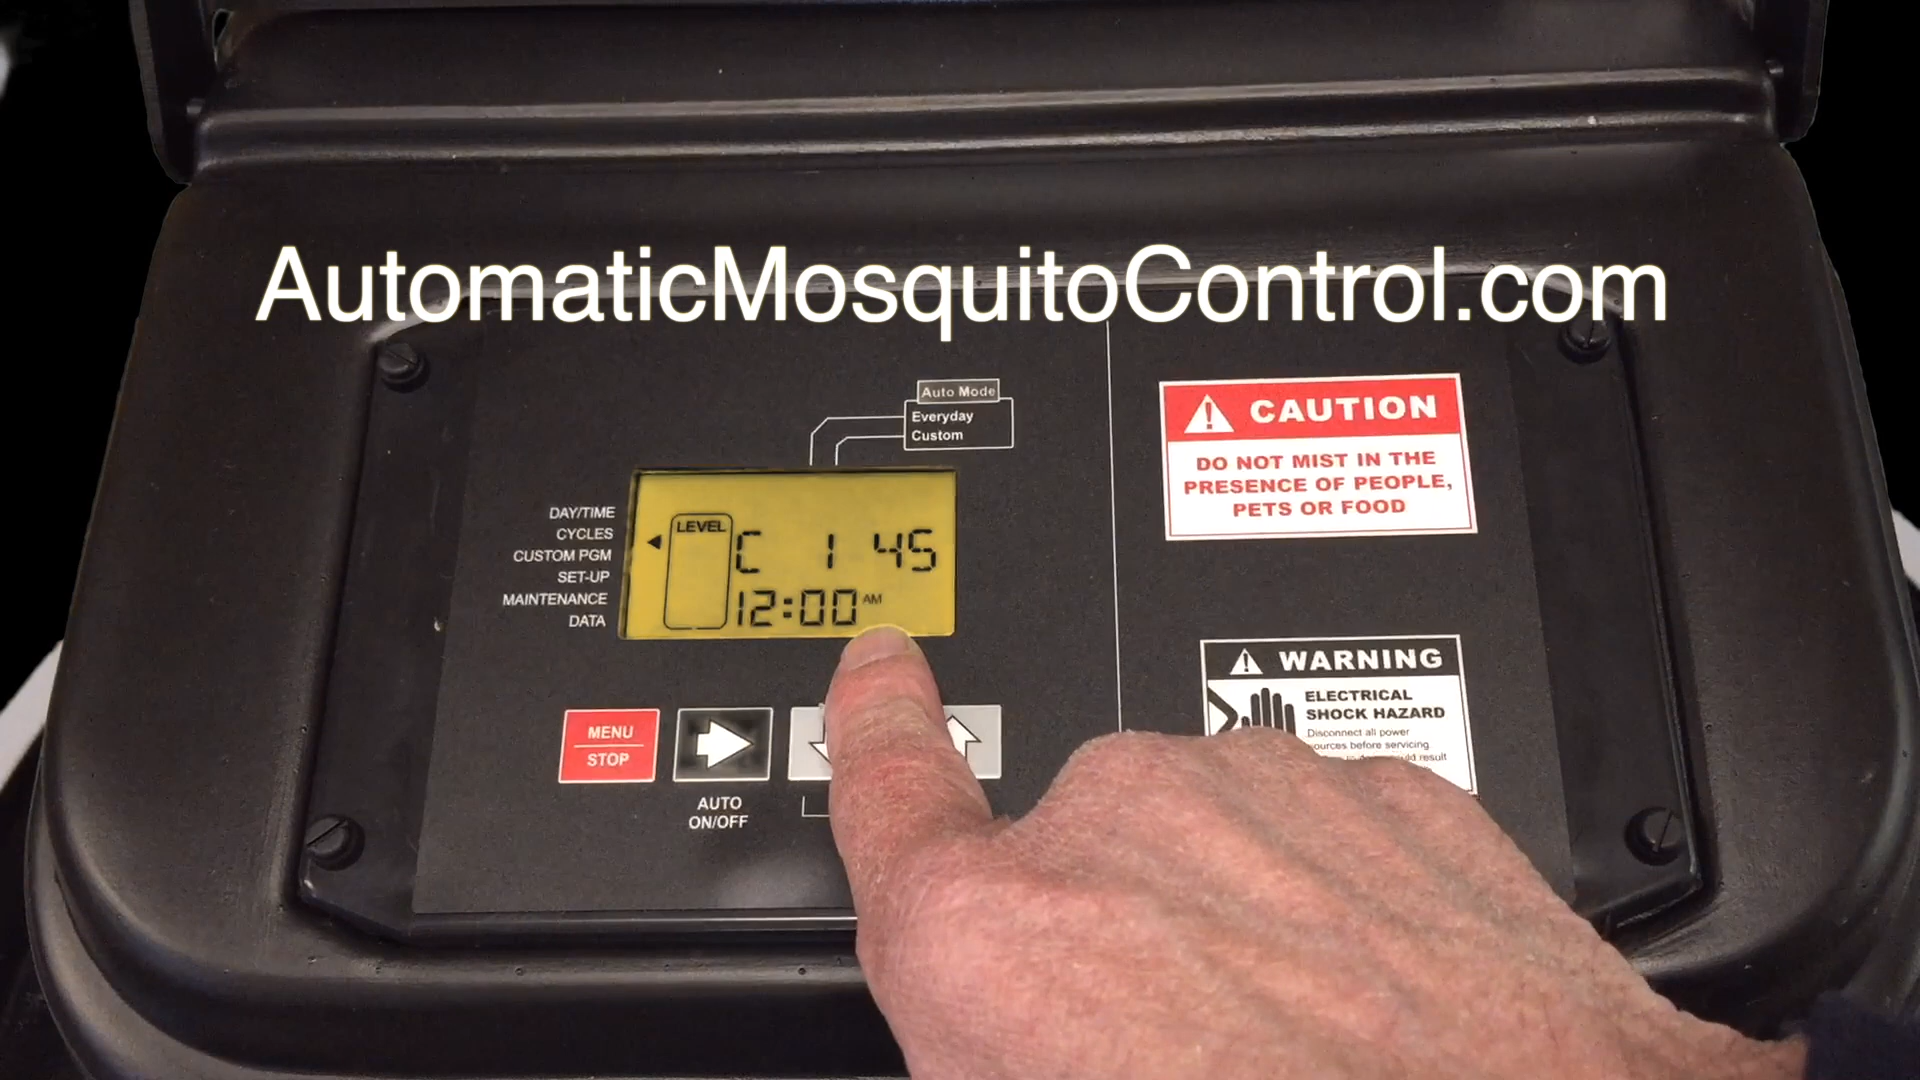 AutomaticMosquitoControl.com
Auto Mode
Everyday
Custom
DAY/TIME
CYCLES
CUSTOM PGM
SET-UP
MAINTENANCE
DATA
LEVEL
C 1 45
12:00 AM
MENU
STOP
AUTO
ON/OFF
CAUTION
DO NOT MIST IN THE
PRESENCE OF PEOPLE,
PETS OR FOOD
WARNING
ELECTRICAL
SHOCK HAZARD
Disconnect all power
sources before servicing
result